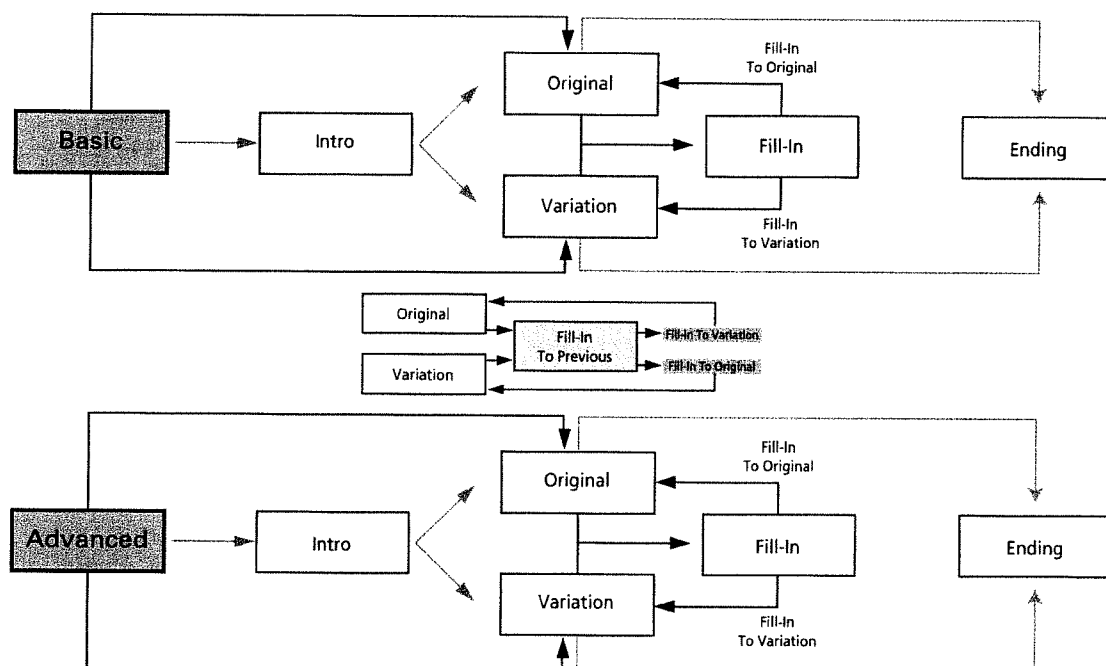 Fill-In
To Original
Original
Basic
Intro
Fill-In
Ending
Variation
Fill-In
To Variation
Original
Fill-In
To Previous
Fill-In To Variation
Fill-In To Original
Variation
Fill-In
To Original
Original
Advanced
Intro
Fill-In
Ending
Variation
Fill-In
To Variation